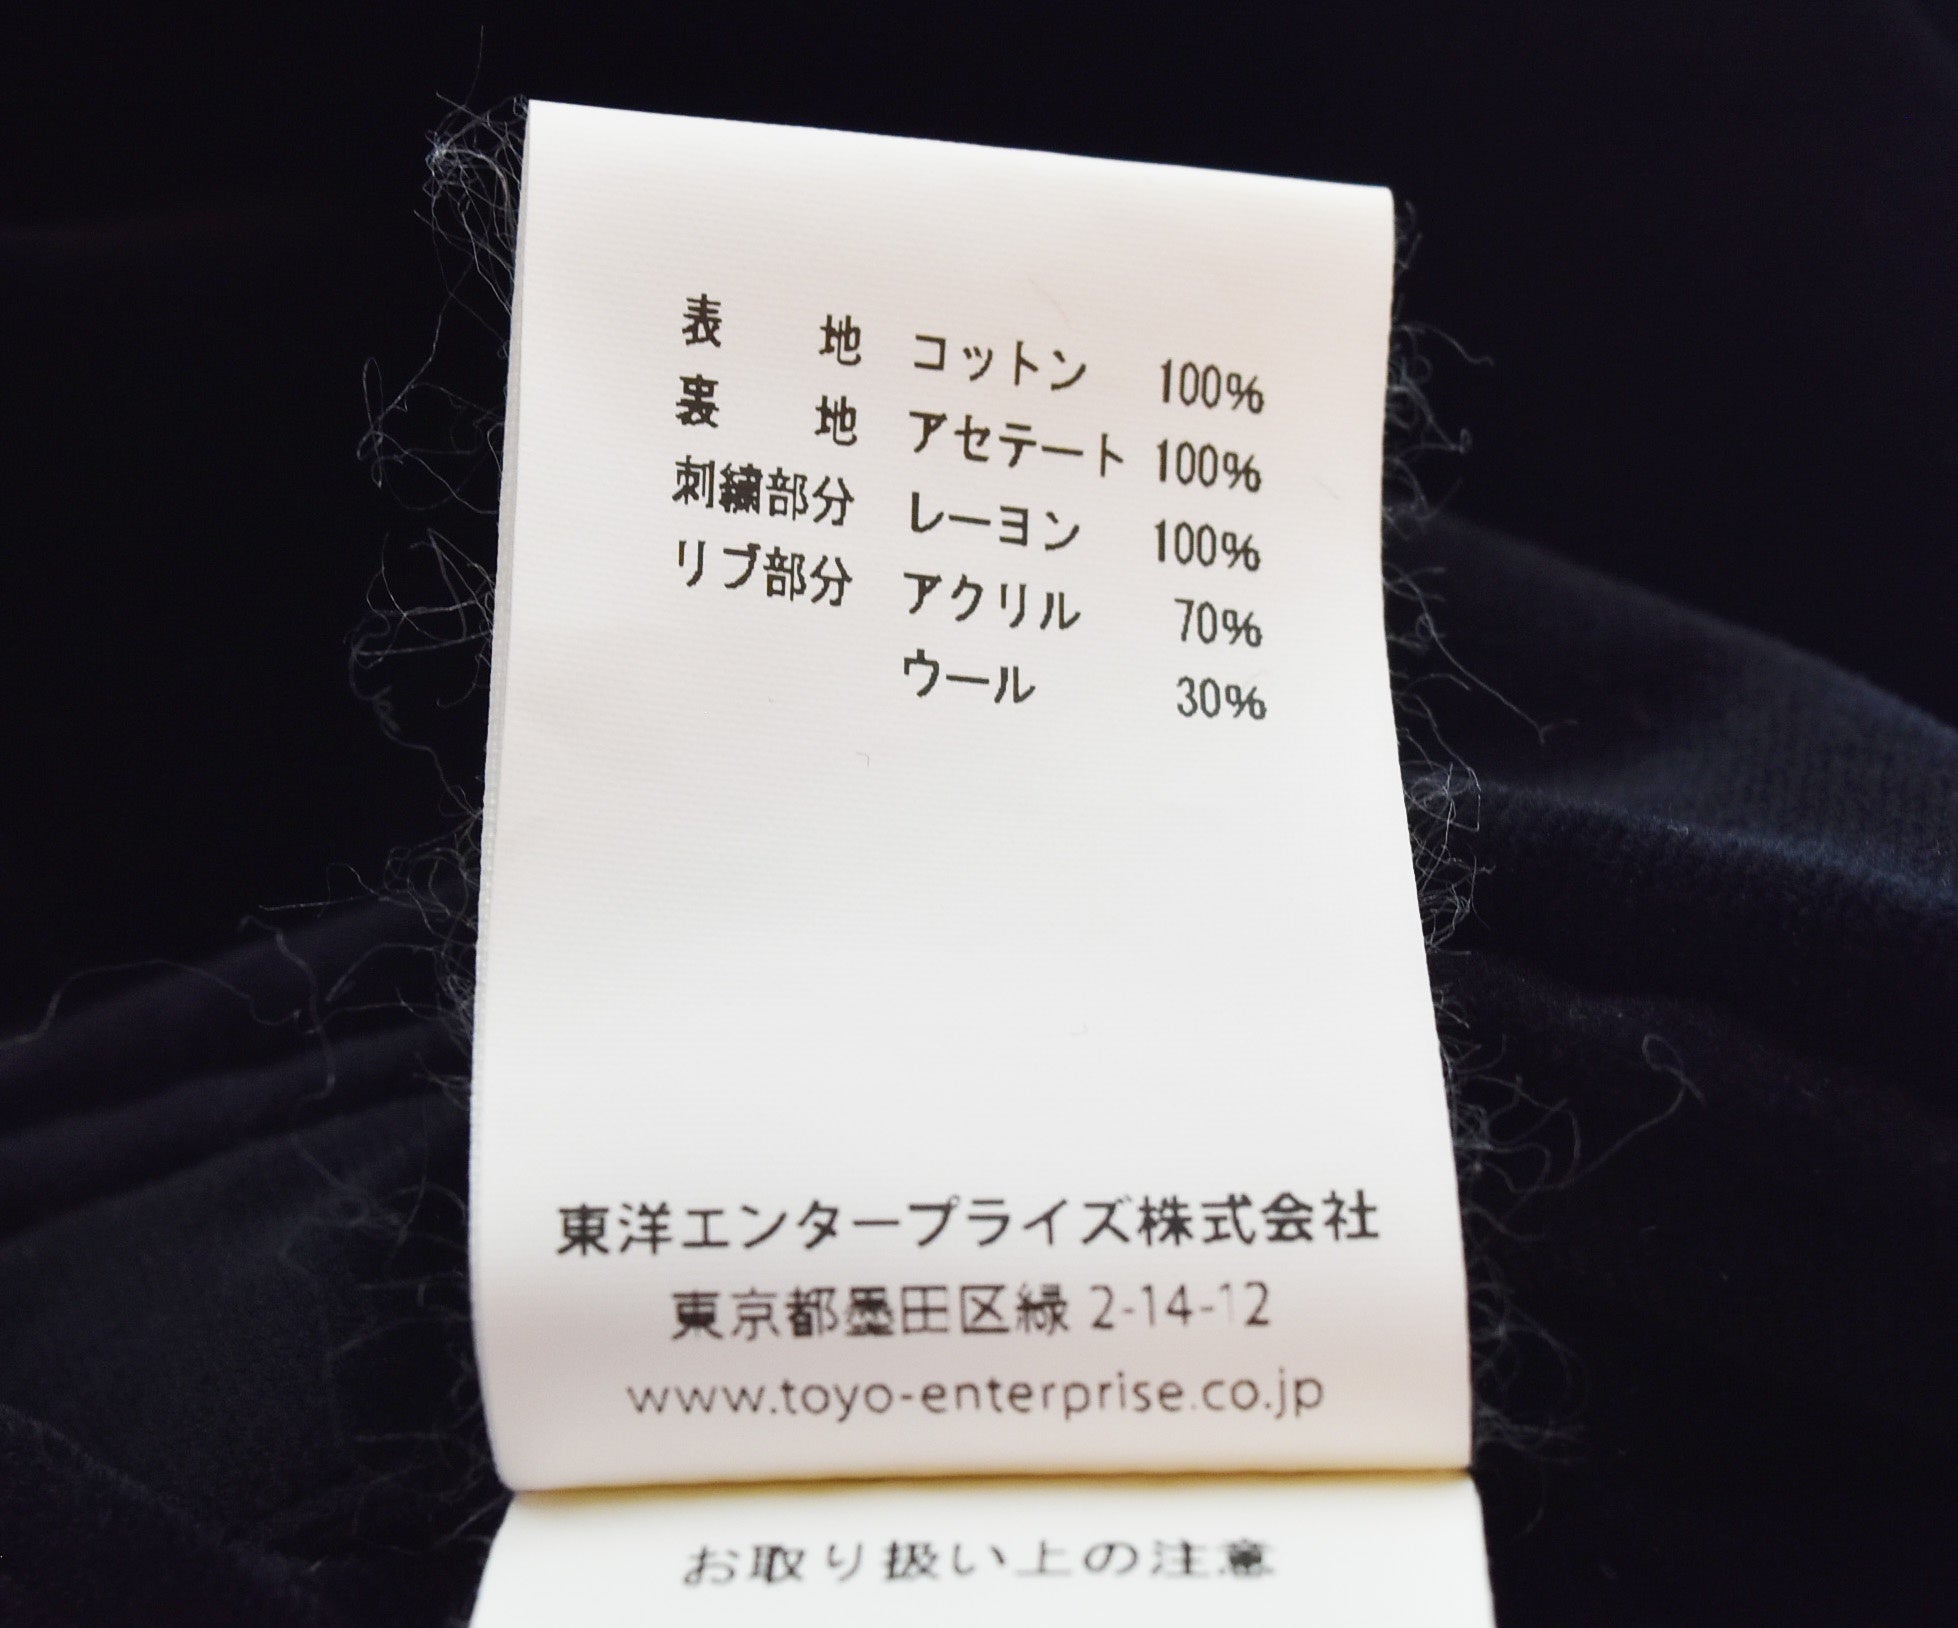 表 地 コットン 100%
裏 地 アセテート 100%
刺繍部分 レーヨン 100%
リブ部分 アクリル 70%
ウール 30%
東洋エンタープライズ株式会社
東京都墨田区緑 2-14-12
www.toyo-enterprise.co.jp
お取り扱い上の注意